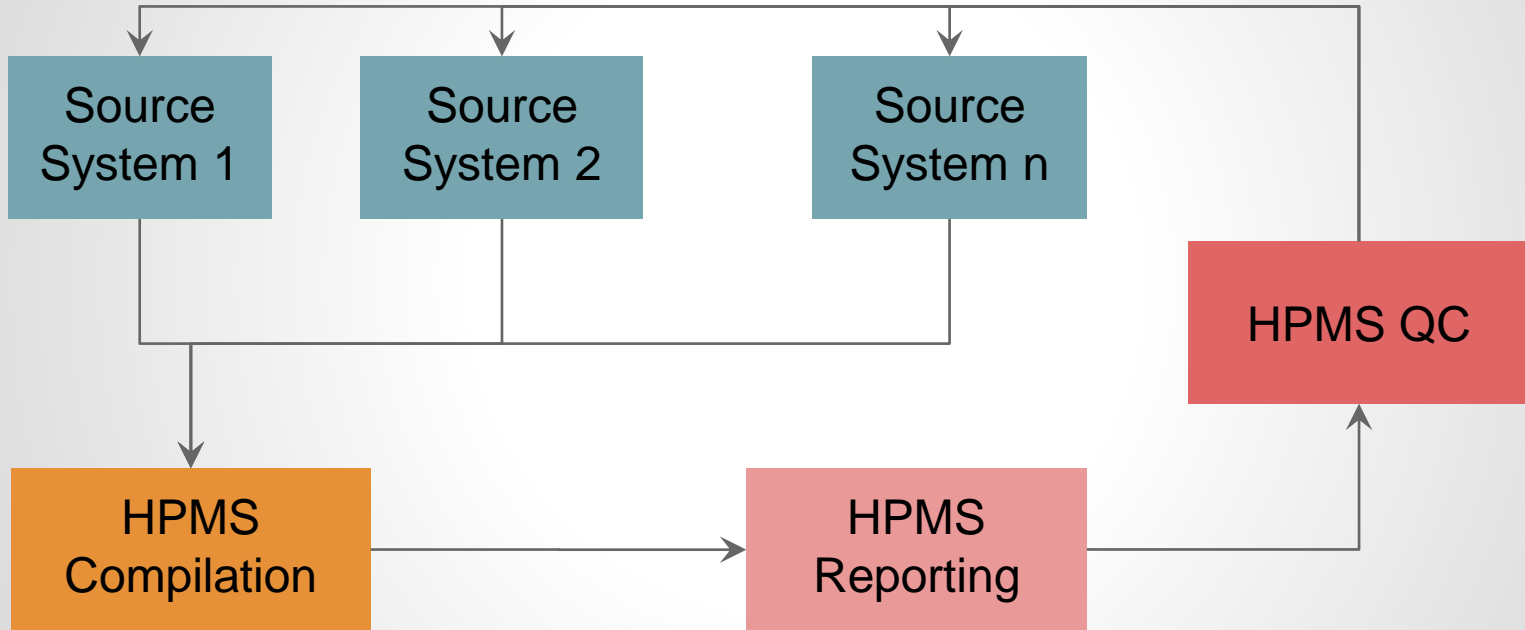 Source
System 1
Source
System 2
Source
System n
HPMS QC
HPMS
Compilation
HPMS
Reporting